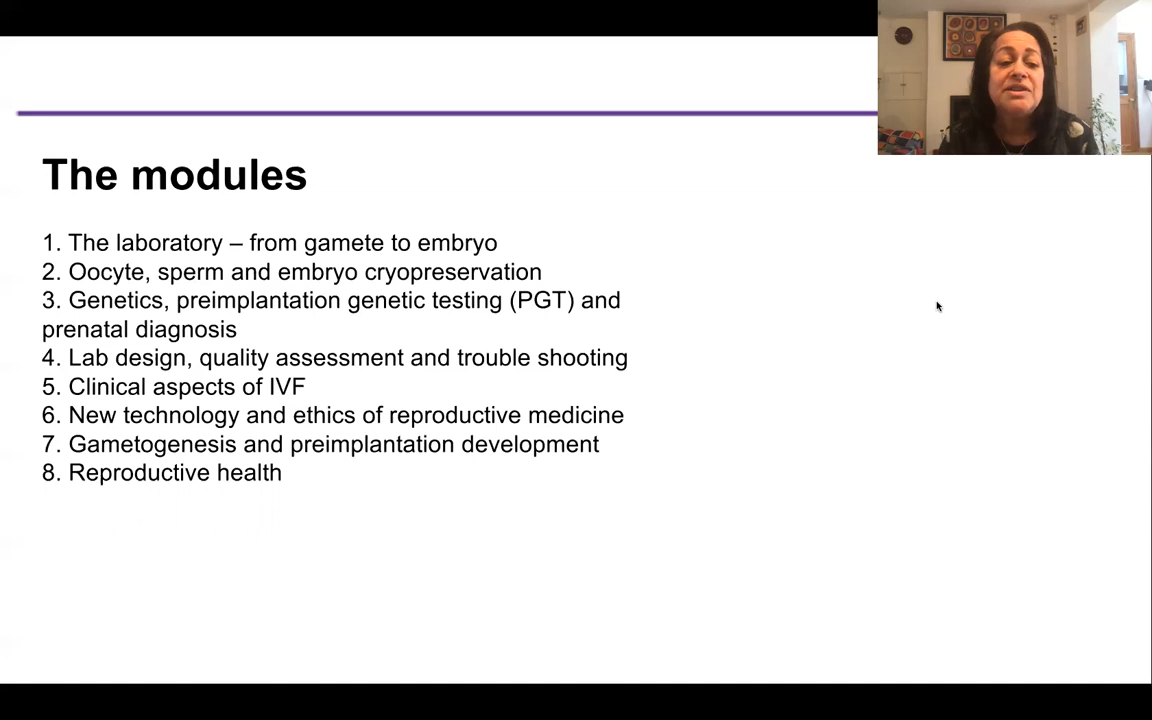 The modules
1. The laboratory – from gamete to embryo
2. Oocyte, sperm and embryo cryopreservation
3. Genetics, preimplantation genetic testing (PGT) and
prenatal diagnosis
4. Lab design, quality assessment and trouble shooting
5. Clinical aspects of IVF
6. New technology and ethics of reproductive medicine
7. Gametogenesis and preimplantation development
8. Reproductive health